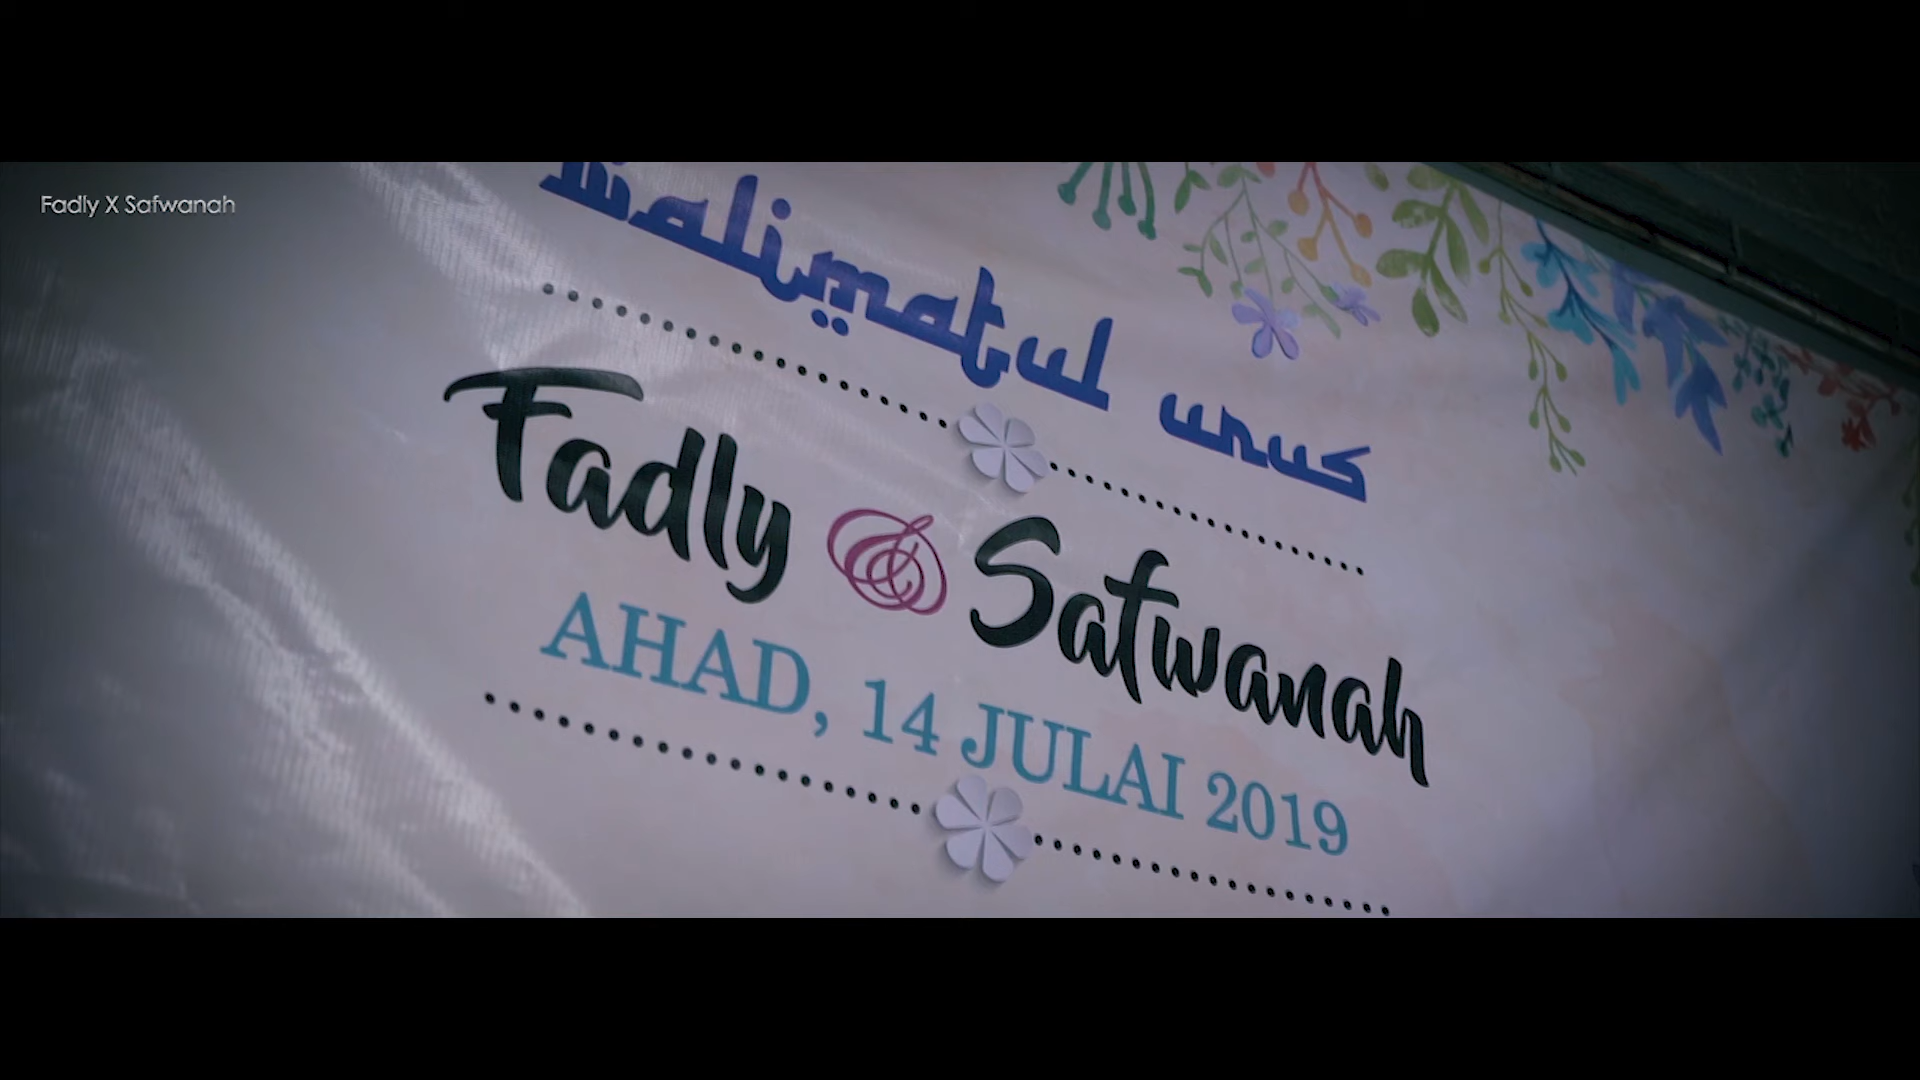 Fadly X Safwanah
walimatul urus
Fadly & Safwanah
AHAD, 14 JULAI 2019